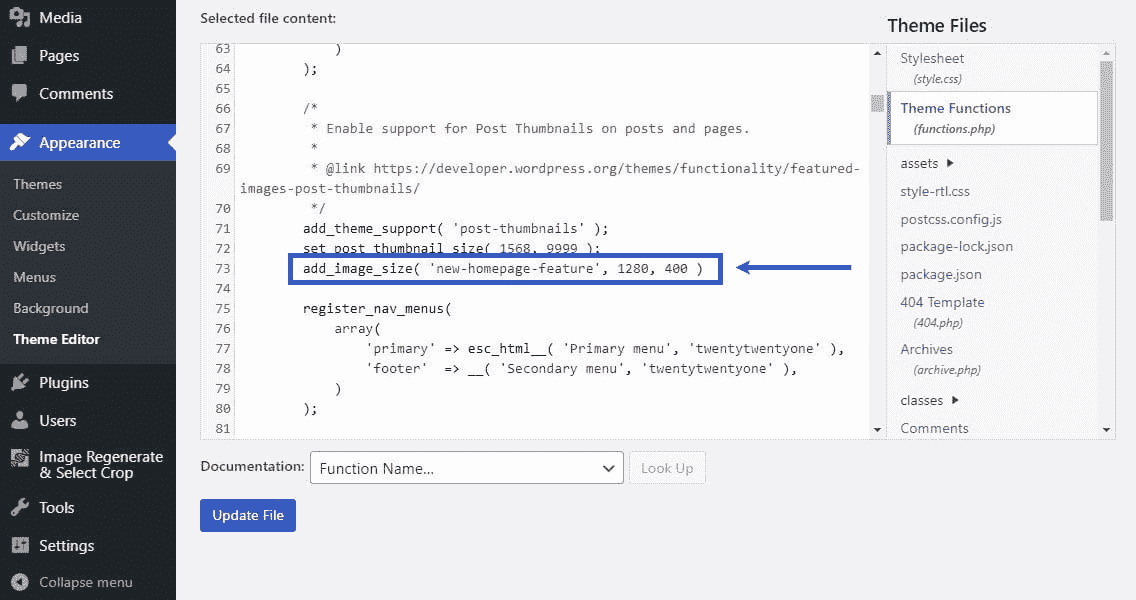 Media
Pages
Comments
Appearance
Themes
Customize
Widgets
Menus
Background
Theme Editor
Plugins
Users
Image Regenerate
& Select Crop
Tools
Settings
Collapse menu
Selected file content:
63 )
64 );
65
66 /*
67 * Enable support for Post Thumbnails on posts and pages.
68 *
69 * @link https://developer.wordpress.org/themes/functionality/featured-
images-post-thumbnails/
70 */
71 add_theme_support( 'post-thumbnails' );
72 set_post_thumbnail_size( 1568, 9999 );
73 add_image_size( 'new-homepage-feature', 1280, 400 )
74
75 register_nav_menus(
76 array(
77 'primary' => esc_html__( 'Primary menu', 'twentytwentyone' ),
78 'footer'  => __( 'Secondary menu', 'twentytwentyone' ),
79 )
80 );
81
Documentation: Function Name... Look Up
Update File
Theme Files
Stylesheet
(style.css)
Theme Functions
(functions.php)
assets
style-rtl.css
postcss.config.js
package-lock.json
package.json
404 Template
(404.php)
Archives
(archive.php)
classes
Comments